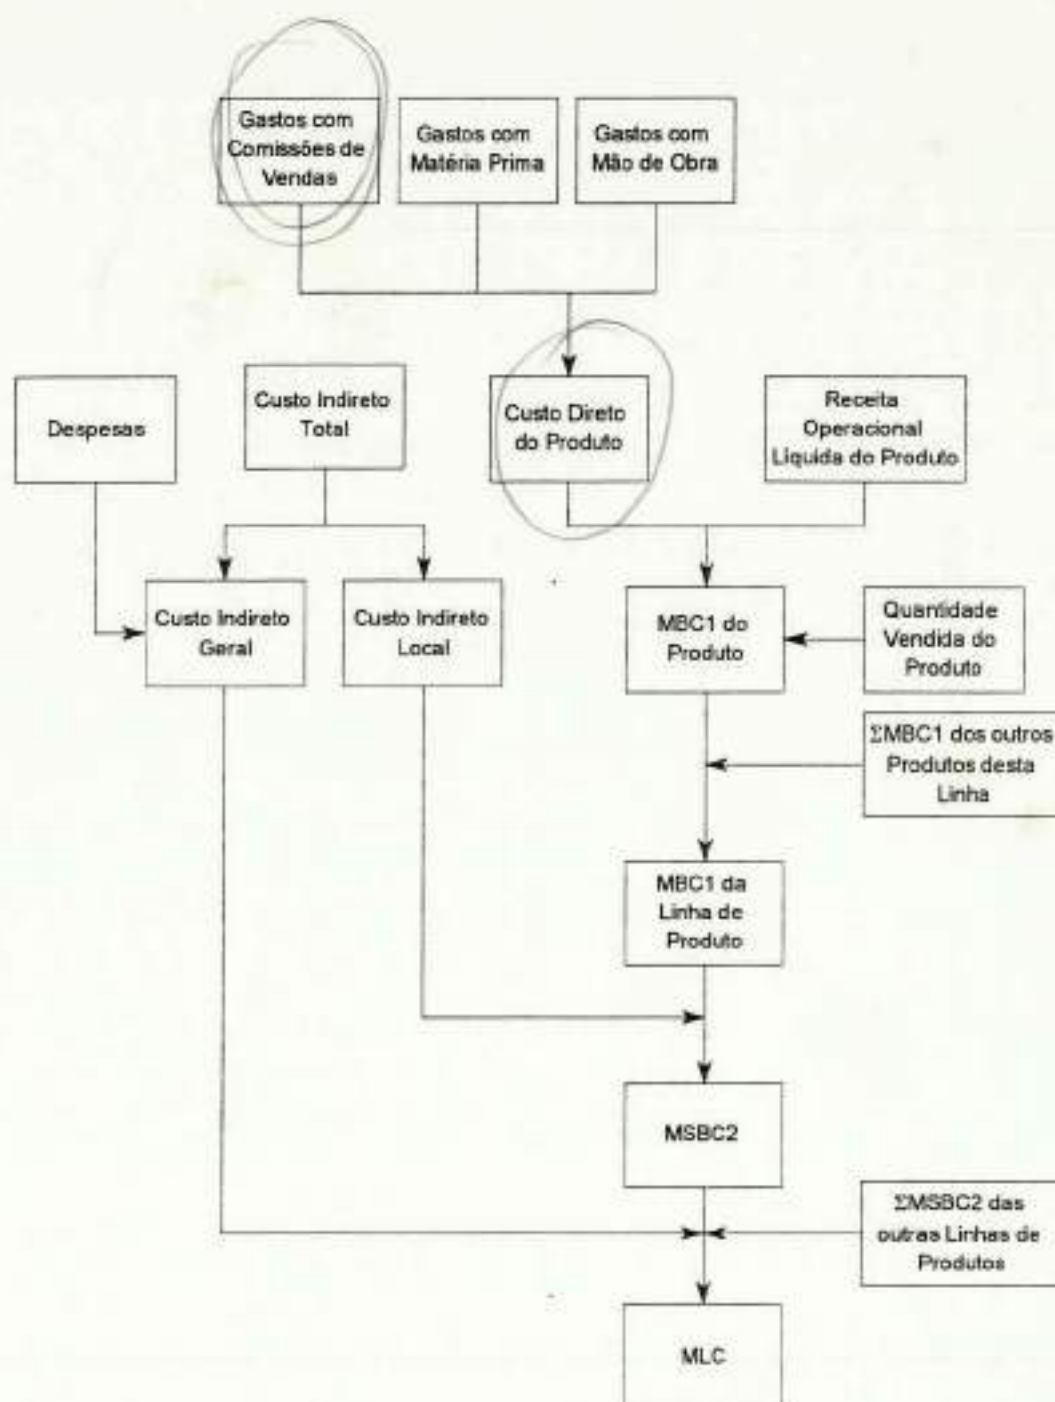 Gastos com
Comissões de
Vendas
Gastos com
Matéria Prima
Gastos com
Mão de Obra
Despesas
Custo Indireto
Total
Custo Direto
do Produto
Receita
Operacional
Líquida do Produto
Custo Indireto
Geral
Custo Indireto
Local
MBC1 do
Produto
Quantidade
Vendida do
Produto
ΣMBC1 dos outros
Produtos desta
Linha
MBC1 da
Linha de
Produto
MSBC2
ΣMSBC2 das
outras Linhas de
Produtos
MLC